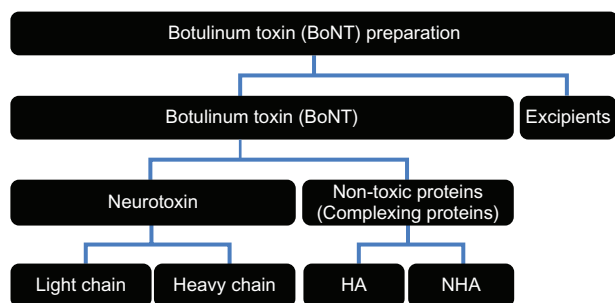 Botulinum toxin (BoNT) preparation
Botulinum toxin (BoNT)
Excipients
Neurotoxin
Non-toxic proteins
(Complexing proteins)
Light chain
Heavy chain
HA
NHA